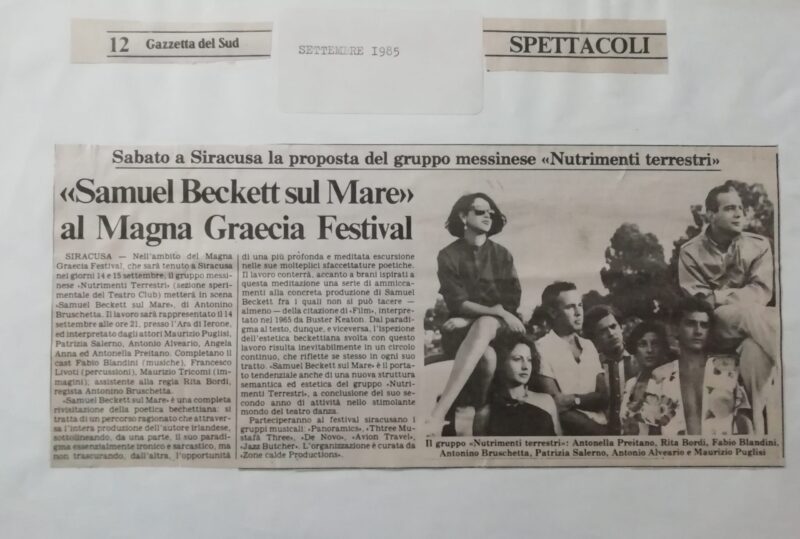 12 Gazzetta del Sud
SETTEMBRE 1985
SPETTACOLI
Sabato a Siracusa la proposta del gruppo messinese «Nutrimenti terrestri»
«Samuel Beckett sul Mare»
al Magna Graecia Festival
SIRACUSA — Nell'ambito del Magna
Graecia Festival, che sarà tenuto a Siracusa
nei giorni 14 e 15 settembre, il gruppo messi-
nese «Nutrimenti Terrestri» (sezione speri-
mentale del Teatro Club) metterà in scena
«Samuel Beckett sul Mare», di Antonino
Bruschetta. Il lavoro sarà rappresentato il 14
settembre alle ore 21, presso l'Ara di Ierone,
ed interpretato dagli attori Maurizio Puglisi,
Patrizia Salerno, Antonio Alveario, Angela
Anna ed Antonella Preitano. Completano il
cast Fabio Blandini (musiche), Francesco
Livoti (percussioni), Maurizio Tricomi (im-
magini); assistente alla regia Rita Bordi,
regista Antonino Bruschetta.
«Samuel Beckett sul Mare» è una completa
rivisitazione della poetica bechettiana: si
tratta di un percorso ragionato che attraver-
sa l'intera produzione dell'autore irlandese,
sottolineando, da una parte, il suo paradig-
ma essenzialmente ironico e sarcastico, ma
non trascurando, dall'altra, l'opportunità
di una più profonda e meditata escursione
nelle sue molteplici sfaccettature poetiche.
Il lavoro conterrà, accanto a brani ispirati a
questa meditazione una serie di ammicca-
menti alla concreta produzione di Samuel
Beckett fra i quali non si può tacere —
almeno — della citazione di «Film», interpre-
tato nel 1965 da Buster Keaton. Dal paradi-
gma al testo, dunque, e viceversa, l'ispezione
dell'estetica beckettiana svolta con questo
lavoro risulta inevitabilmente in un circolo
continuo, che riflette se stesso in ogni suo
tratto. «Samuel Beckett sul Mare» è il porta-
to tendenziale anche di una nuova struttura
semantica ed estetica del gruppo «Nutri-
menti Terrestri», a conclusione del suo se-
condo anno di attività nello stimolante
mondo del teatro danza.
Parteciperanno al festival siracusano i
gruppi musicali: «Panoramics», «Thtree Mu-
stafà Three», «De Novo», «Avion Travel»,
«Jazz Butcher». L'organizzazione è curata da
«Zone calde Productions».
Il gruppo «Nutrimenti terrestri»: Antonella Preitano, Rita Bordi, Fabio Blandini,
Antonino Bruschetta, Patrizia Salerno, Antonio Alveario e Maurizio Puglisi